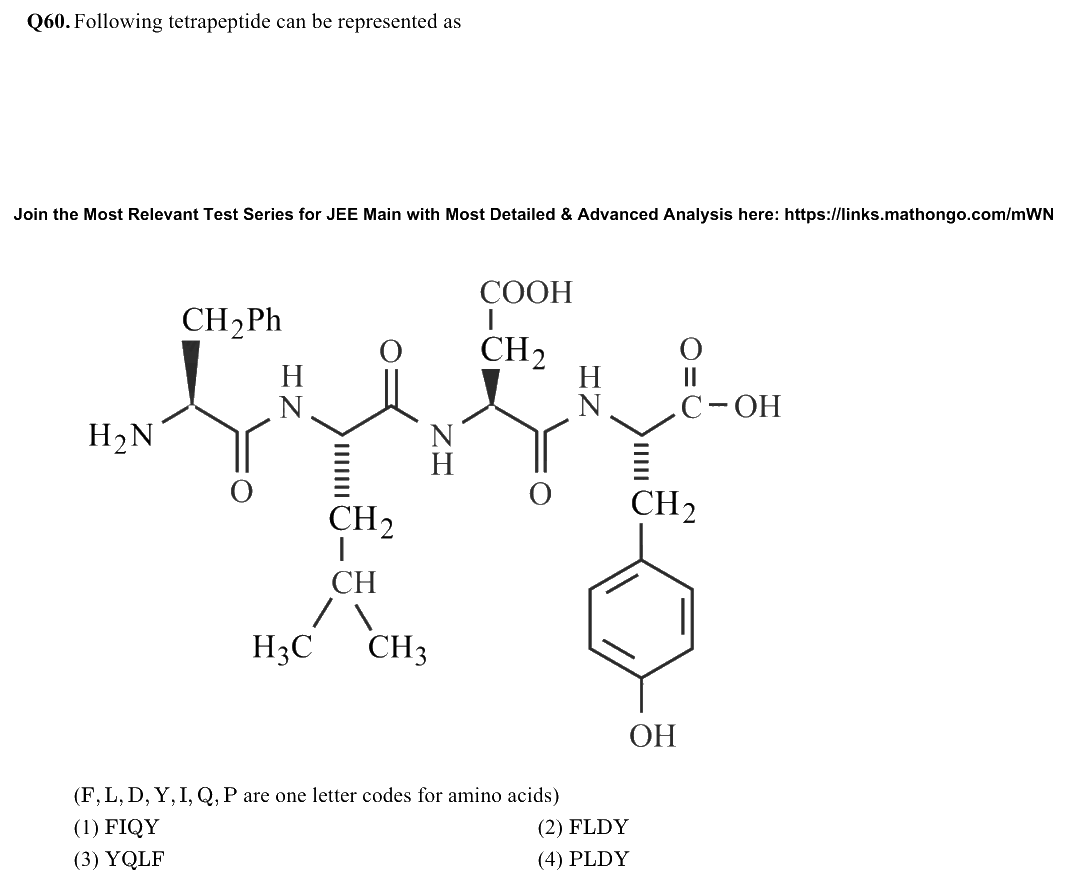 Q60. Following tetrapeptide can be represented as
Join the Most Relevant Test Series for JEE Main with Most Detailed & Advanced Analysis here: https://links.mathongo.com/mWN
COOH
CH₂Ph
CH₂
O
O
H
H
N
N
C-OH
H₂N
N
H
O
O
CH₂
CH₂
CH
H₃C
CH₃
OH
(F, L, D, Y, I, Q, P are one letter codes for amino acids)
(1) FIQY
(2) FLDY
(3) YQLF
(4) PLDY